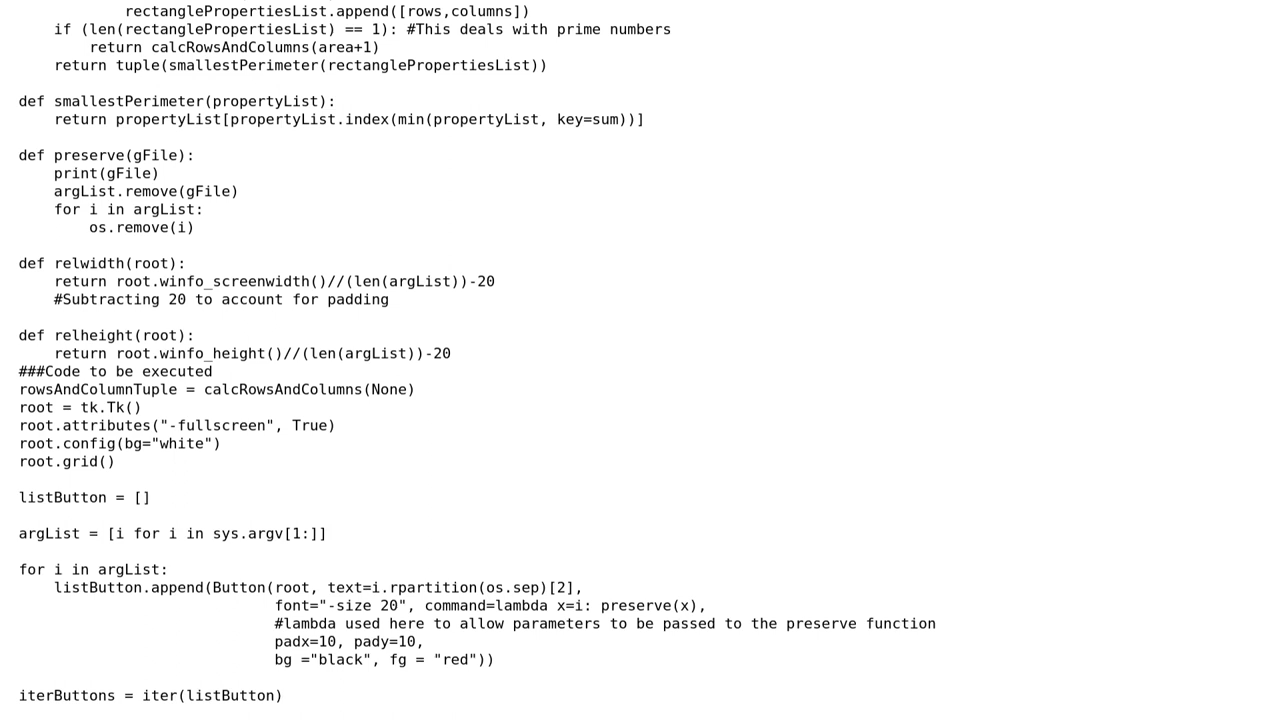 rectanglePropertiesList.append([rows,columns])
    if (len(rectanglePropertiesList) == 1): #This deals with prime numbers
        return calcRowsAndColumns(area+1)
    return tuple(smallestPerimeter(rectanglePropertiesList))

def smallestPerimeter(propertyList):
    return propertyList[propertyList.index(min(propertyList, key=sum))]

def preserve(gFile):
    print(gFile)
    argList.remove(gFile)
    for i in argList:
        os.remove(i)

def relwidth(root):
    return root.winfo_screenwidth()//(len(argList))-20
    #Subtracting 20 to account for padding

def relheight(root):
    return root.winfo_height()//(len(argList))-20
###Code to be executed
rowsAndColumnTuple = calcRowsAndColumns(None)
root = tk.Tk()
root.attributes("-fullscreen", True)
root.config(bg="white")
root.grid()

listButton = []

argList = [i for i in sys.argv[1:]]

for i in argList:
    listButton.append(Button(root, text=i.rpartition(os.sep)[2],
                             font="-size 20", command=lambda x=i: preserve(x),
                             #lambda used here to allow parameters to be passed to the preserve function
                             padx=10, pady=10,
                             bg ="black", fg = "red"))

iterButtons = iter(listButton)